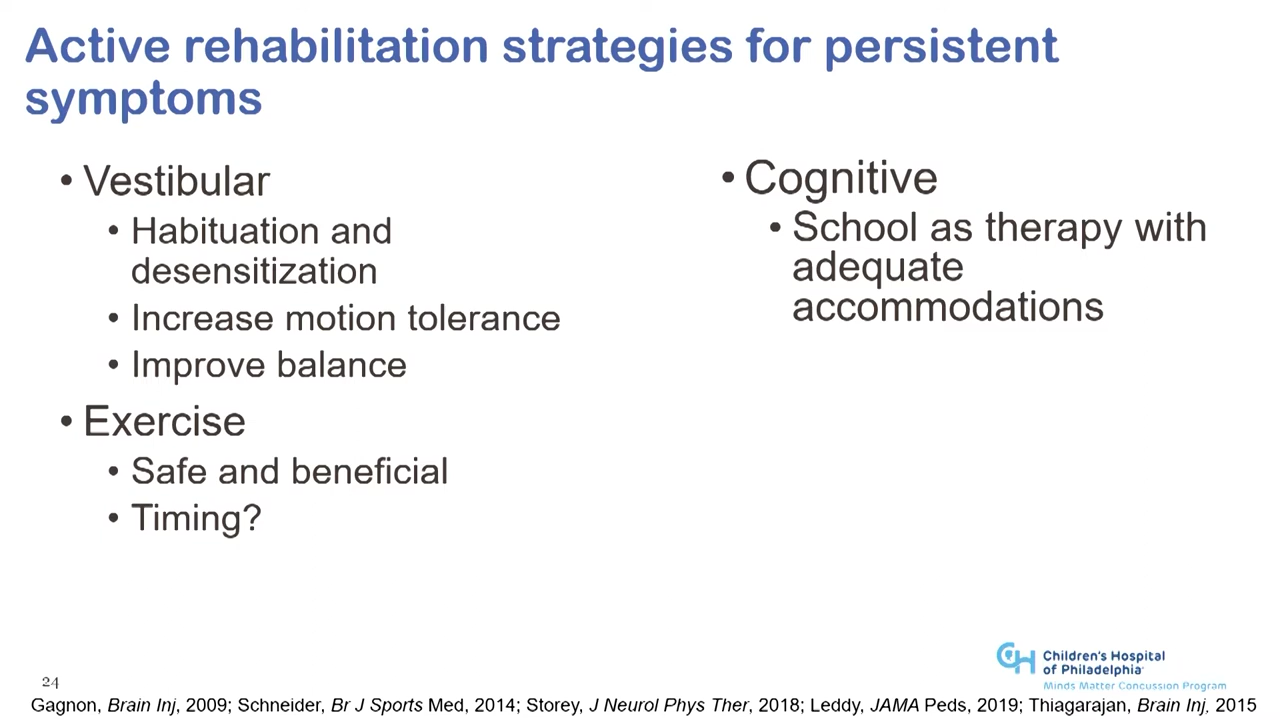 Active rehabilitation strategies for persistent
symptoms
• Vestibular
• Habituation and
desensitization
• Increase motion tolerance
• Improve balance
• Exercise
• Safe and beneficial
• Timing?
• Cognitive
• School as therapy with
adequate
accommodations
CH Children's Hospital
of Philadelphia
Minds Matter Concussion Program
24
Gagnon, Brain Inj, 2009; Schneider, Br J Sports Med, 2014; Storey, J Neurol Phys Ther, 2018; Leddy, JAMA Peds, 2019; Thiagarajan, Brain Inj. 2015